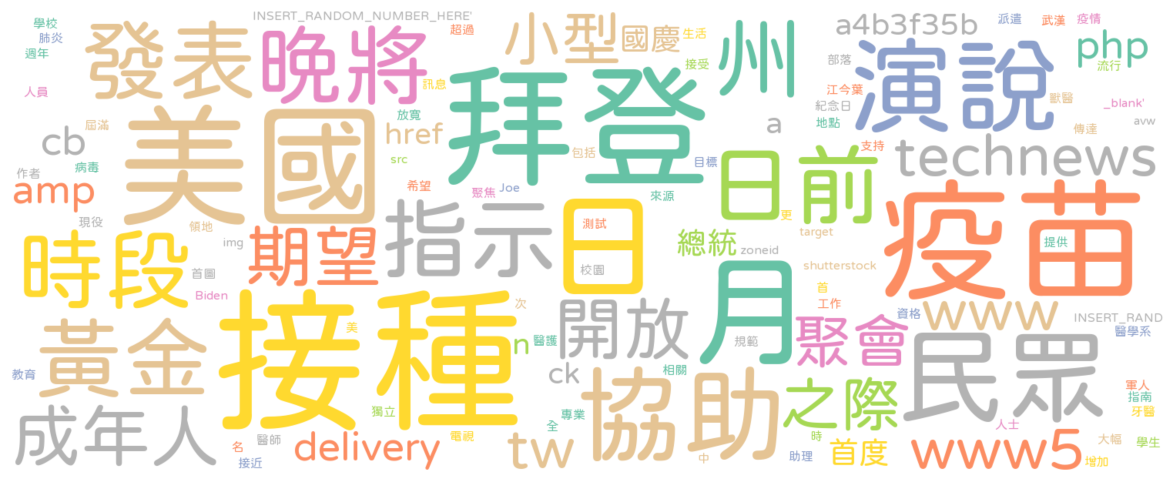 INSERT_RANDOM_NUMBER_HERE'
學校
肺炎
週年
人員
發表
晚將
超過
訊息
小型
國慶
生活
接受
州
a4b3f35b
派遣
武漢
疫情
php
流行
部落
演說
江今葉
紀念日
地點
獸醫
_blank'
avw
傳達
cb
屆滿
美國
放寬
href
拜登
a
technews
病毒
作者
amp
src
包括
目標
日前
支持
希望
聚焦
Joe
來源
疫苗
現役
領地
指示
日
測試
更
target
提供
時段
img
期望
總統
zoneid
首圖
校園
shutterstock
Biden
首
工作
月
接種
次
美
黃金
開放
規範
聚會
資格
www
INSERT_RAND
醫學系
n
醫護
民眾
教育
ck
相關
協助
之際
軍人
指南
牙醫
成年人
獨立
專業
全
人士
名
醫師
接近
delivery
電視
tw
中
助理
時
首度
www5
大幅
學生
增加